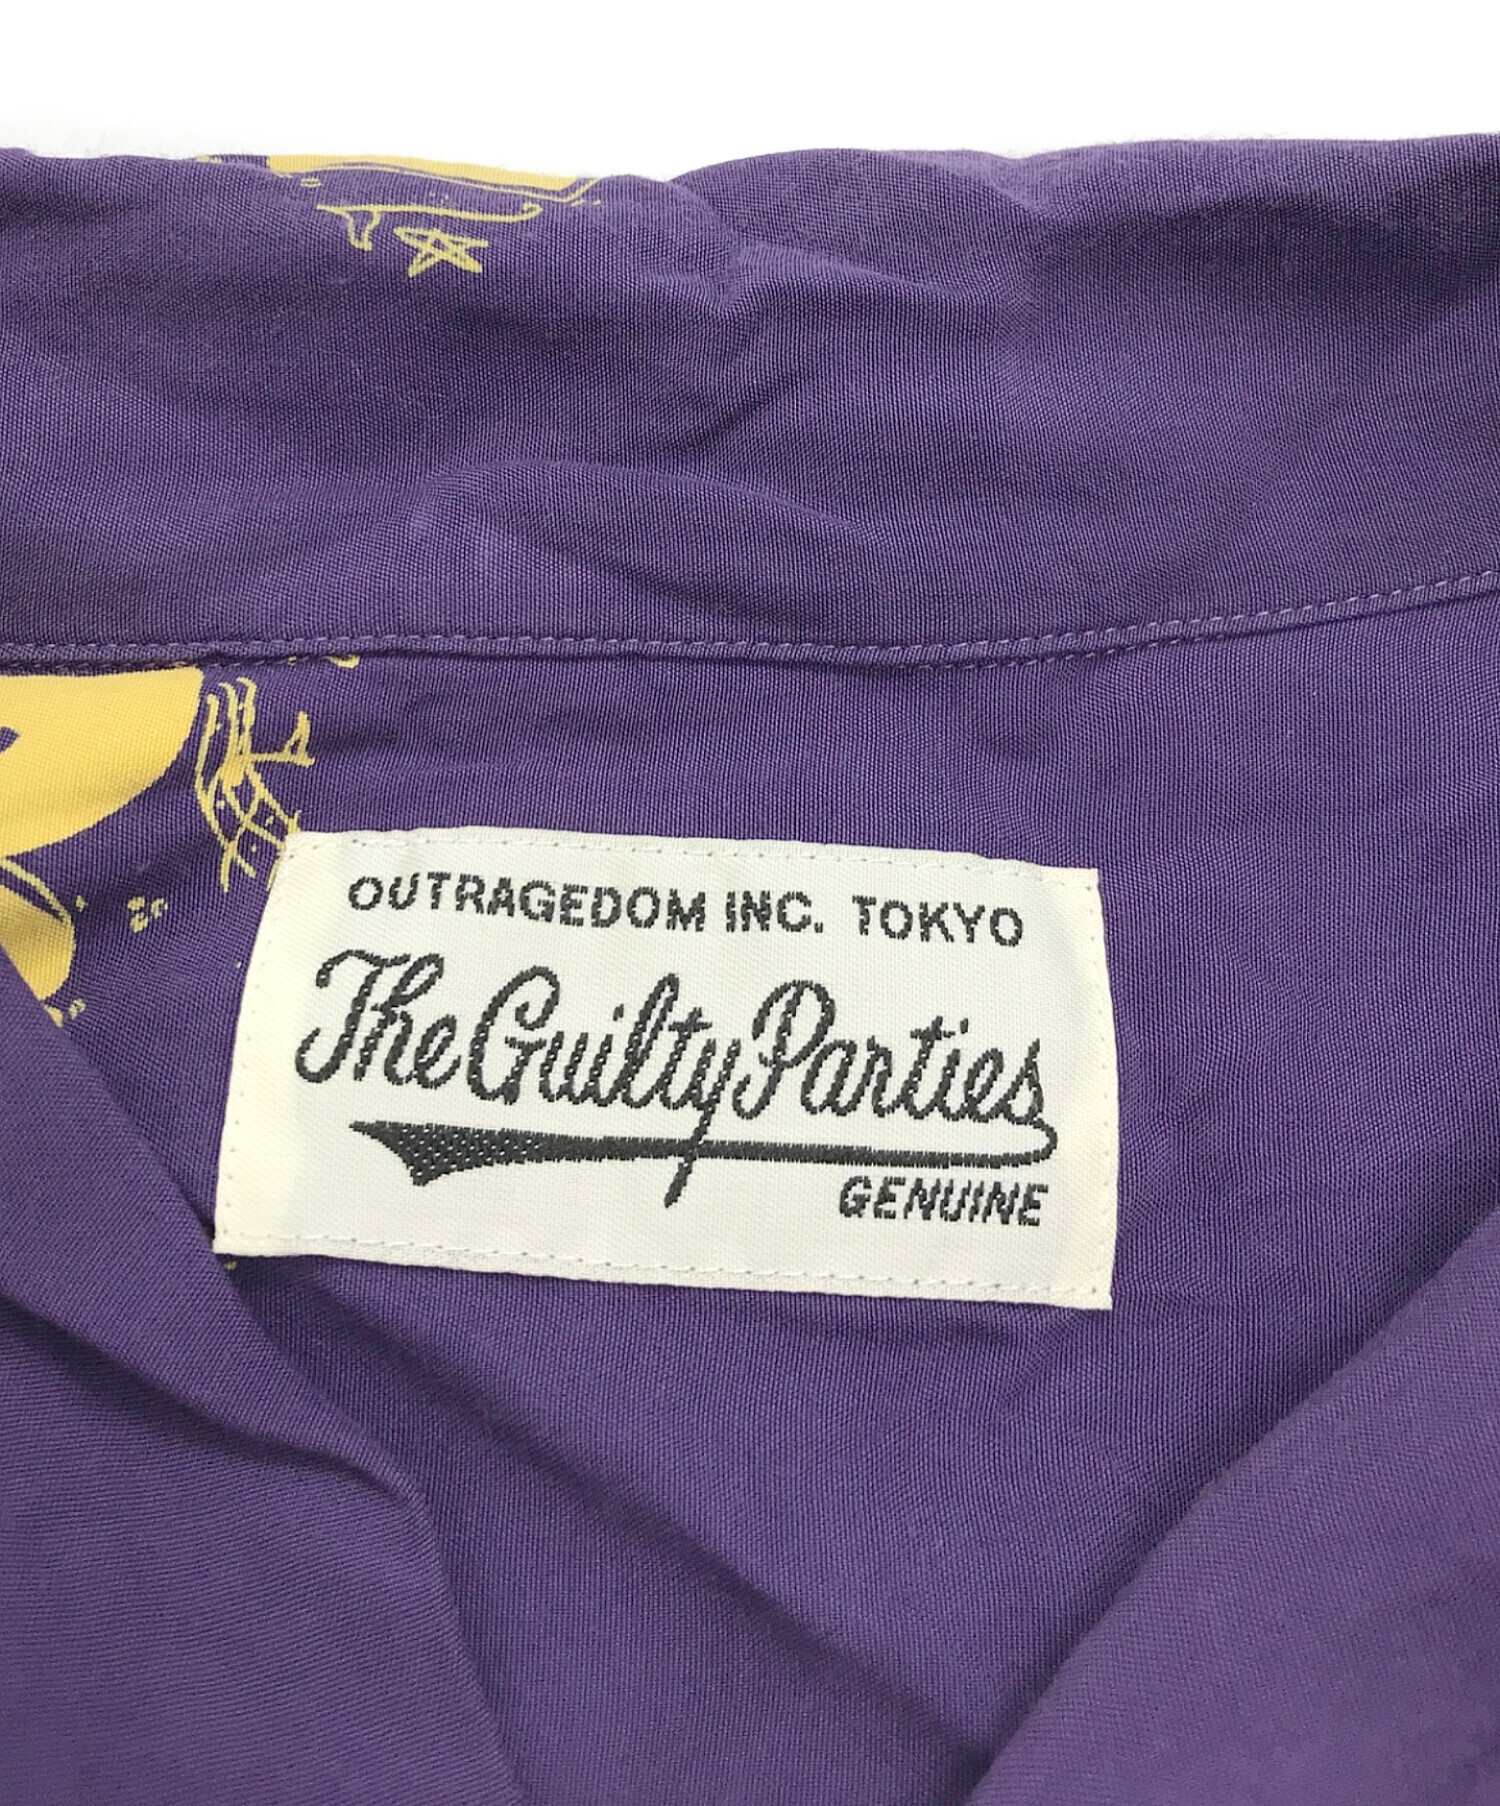 OUTRAGEDOM INC. TOKYO
The Guilty Parties
GENUINE